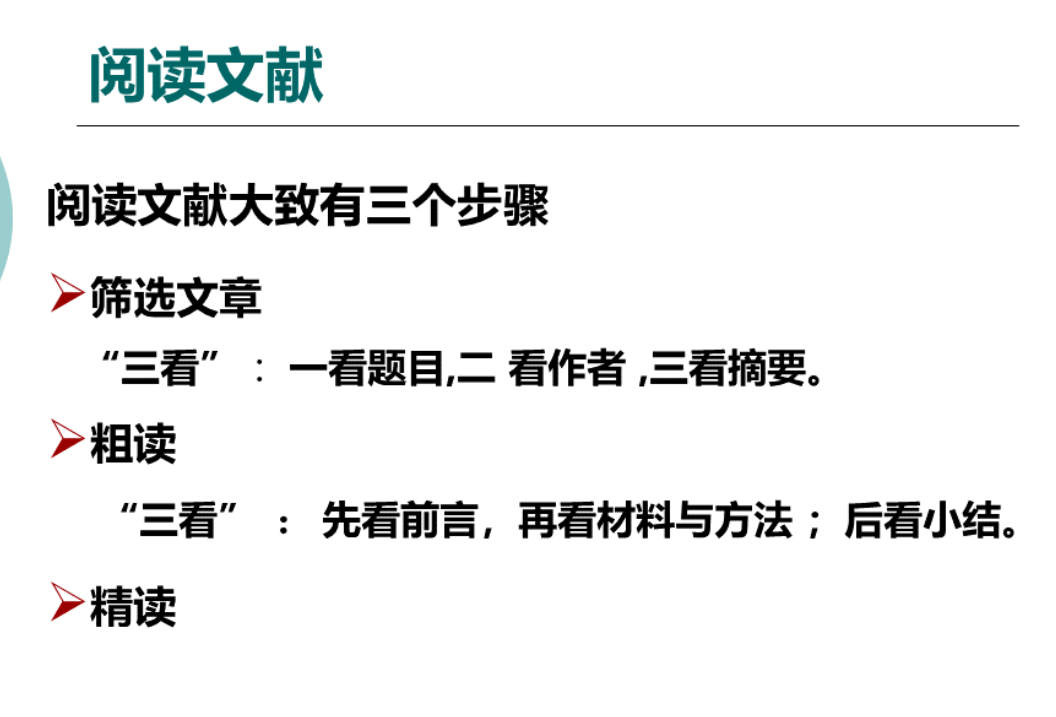 阅读文献
阅读文献大致有三个步骤
筛选文章
“三看” ：一看题目,二 看作者 ,三看摘要。
粗读
“三看” ： 先看前言，再看材料与方法 ；后看小结。
精读